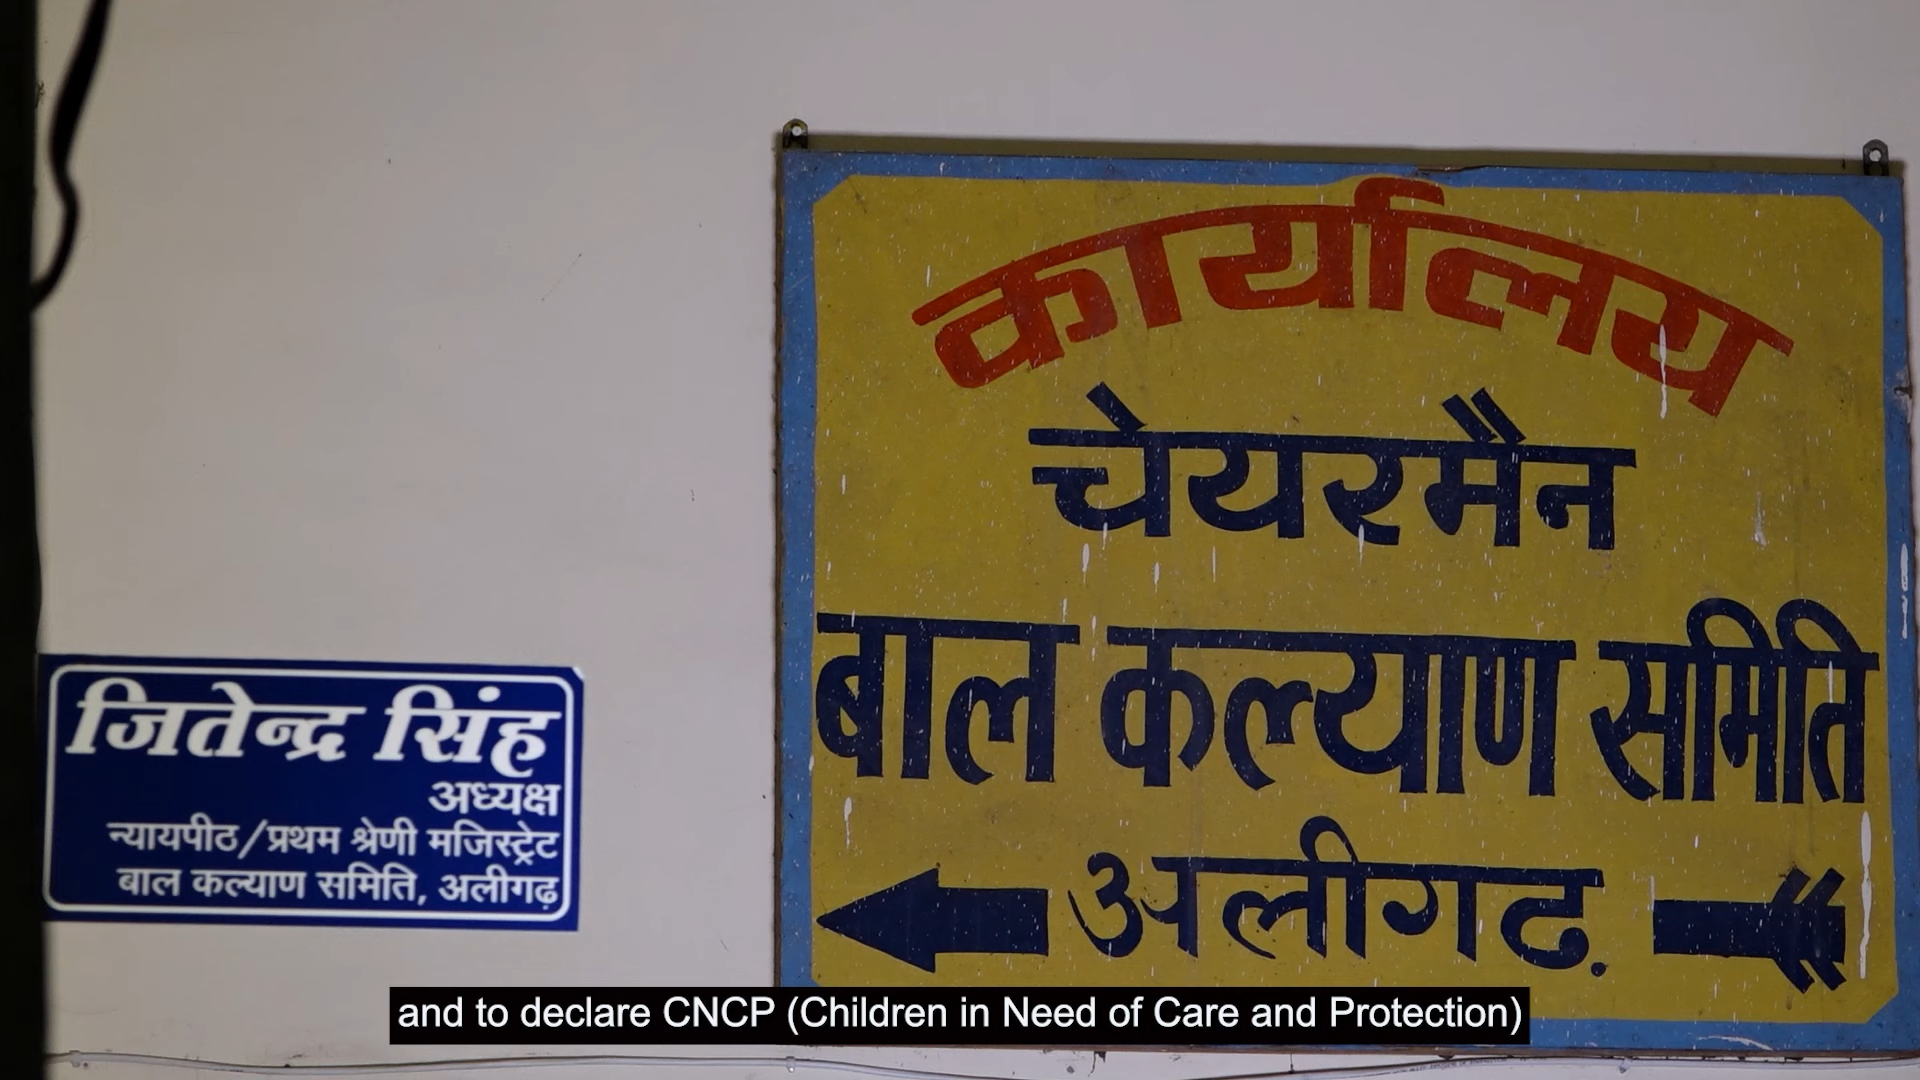 कार्यालय
चेयरमैन
बाल कल्याण समिति
अलीगढ़
जितेन्द्र सिंह
अध्यक्ष
न्यायपीठ/प्रथम श्रेणी मजिस्ट्रेट
बाल कल्याण समिति, अलीगढ़
and to declare CNCP (Children in Need of Care and Protection)